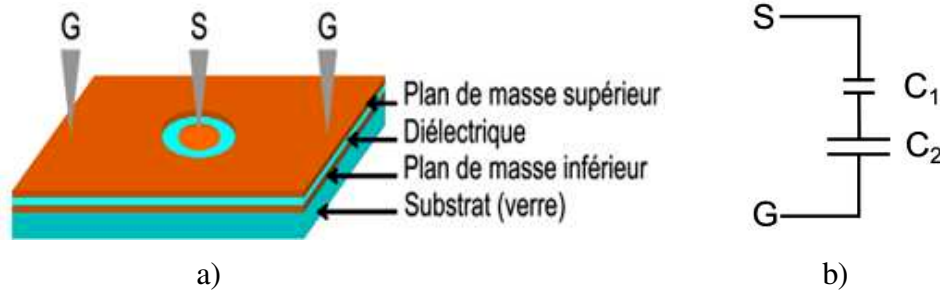 G S G
Plan de masse supérieur
Diélectrique
Plan de masse inférieur
Substrat (verre)
a)
S
C1
C2
G
b)